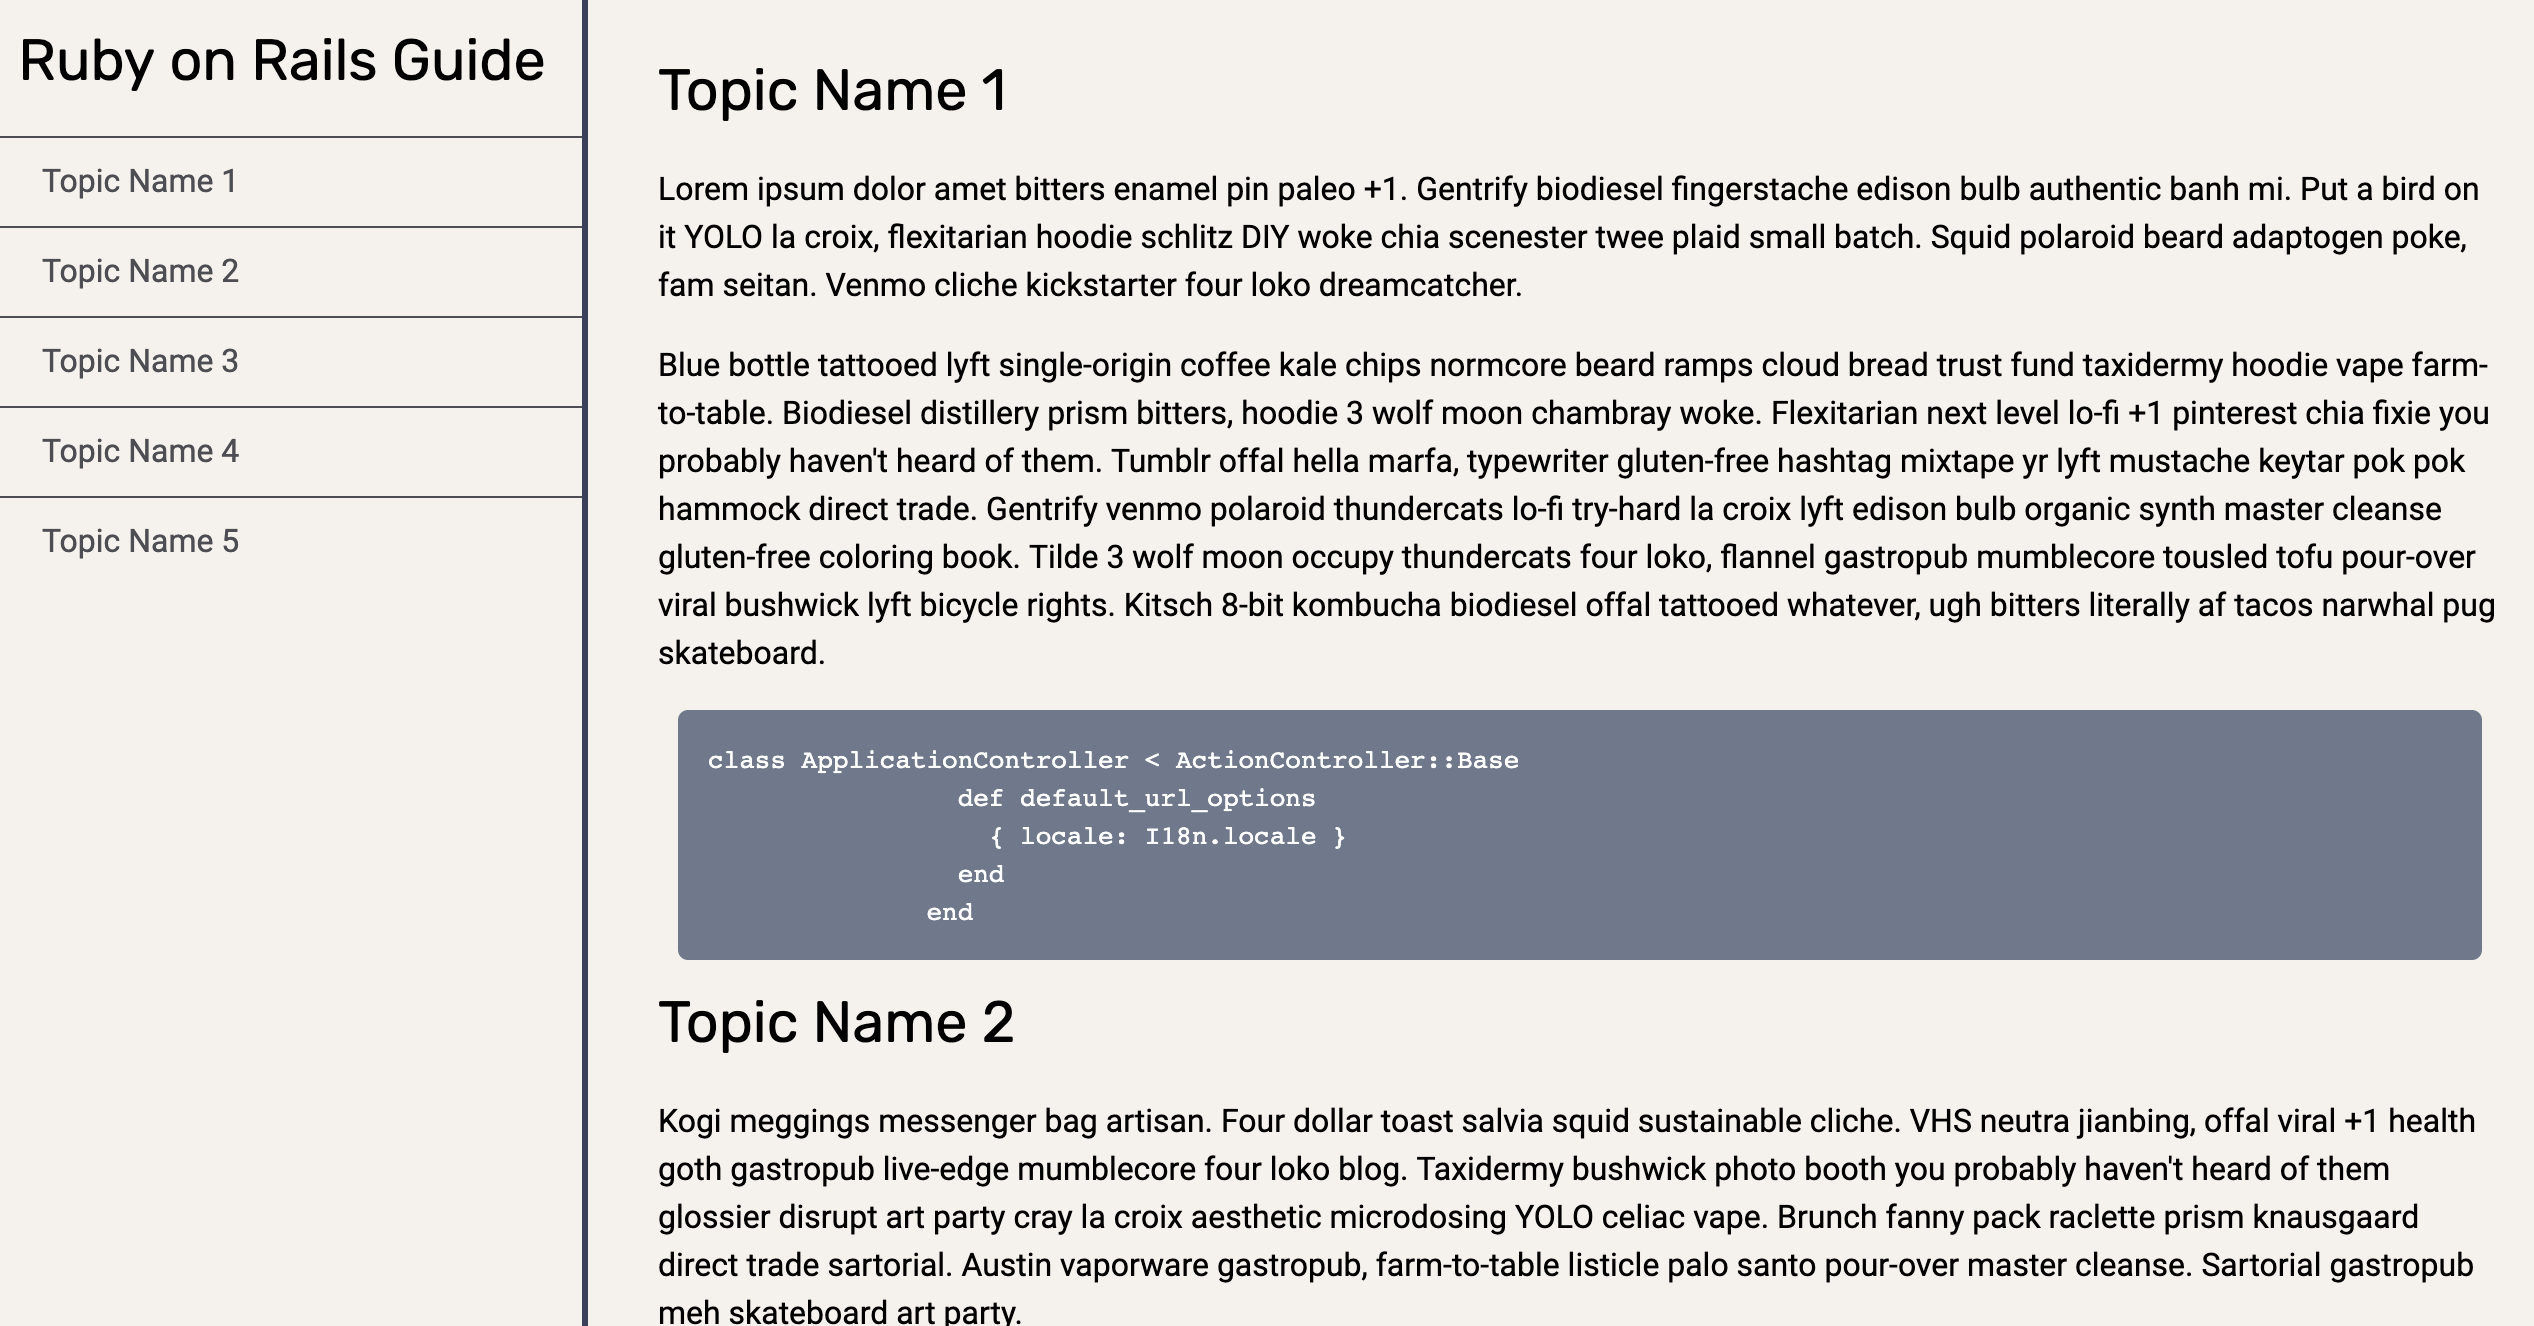 Ruby on Rails Guide
Topic Name 1
Topic Name 2
Topic Name 3
Topic Name 4
Topic Name 5
Topic Name 1
Lorem ipsum dolor amet bitters enamel pin paleo +1. Gentrify biodiesel fingerstache edison bulb authentic banh mi. Put a bird on
it YOLO la croix, flexitarian hoodie schlitz DIY woke chia scenester twee plaid small batch. Squid polaroid beard adaptogen poke,
fam seitan. Venmo cliche kickstarter four loko dreamcatcher.
Blue bottle tattooed lyft single-origin coffee kale chips normcore beard ramps cloud bread trust fund taxidermy hoodie vape farm-
to-table. Biodiesel distillery prism bitters, hoodie 3 wolf moon chambray woke. Flexitarian next level lo-fi +1 pinterest chia fixie you
probably haven't heard of them. Tumblr offal hella marfa, typewriter gluten-free hashtag mixtape yr lyft mustache keytar pok pok
hammock direct trade. Gentrify venmo polaroid thundercats lo-fi try-hard la croix lyft edison bulb organic synth master cleanse
gluten-free coloring book. Tilde 3 wolf moon occupy thundercats four loko, flannel gastropub mumblecore tousled tofu pour-over
viral bushwick lyft bicycle rights. Kitsch 8-bit kombucha biodiesel offal tattooed whatever, ugh bitters literally af tacos narwhal pug
skateboard.
class ApplicationController < ActionController::Base
                def default_url_options
                  { locale: I18n.locale }
                end
              end
Topic Name 2
Kogi meggings messenger bag artisan. Four dollar toast salvia squid sustainable cliche. VHS neutra jianbing, offal viral +1 health
goth gastropub live-edge mumblecore four loko blog. Taxidermy bushwick photo booth you probably haven't heard of them
glossier disrupt art party cray la croix aesthetic microdosing YOLO celiac vape. Brunch fanny pack raclette prism knausgaard
direct trade sartorial. Austin vaporware gastropub, farm-to-table listicle palo santo pour-over master cleanse. Sartorial gastropub
meh skateboard art party.